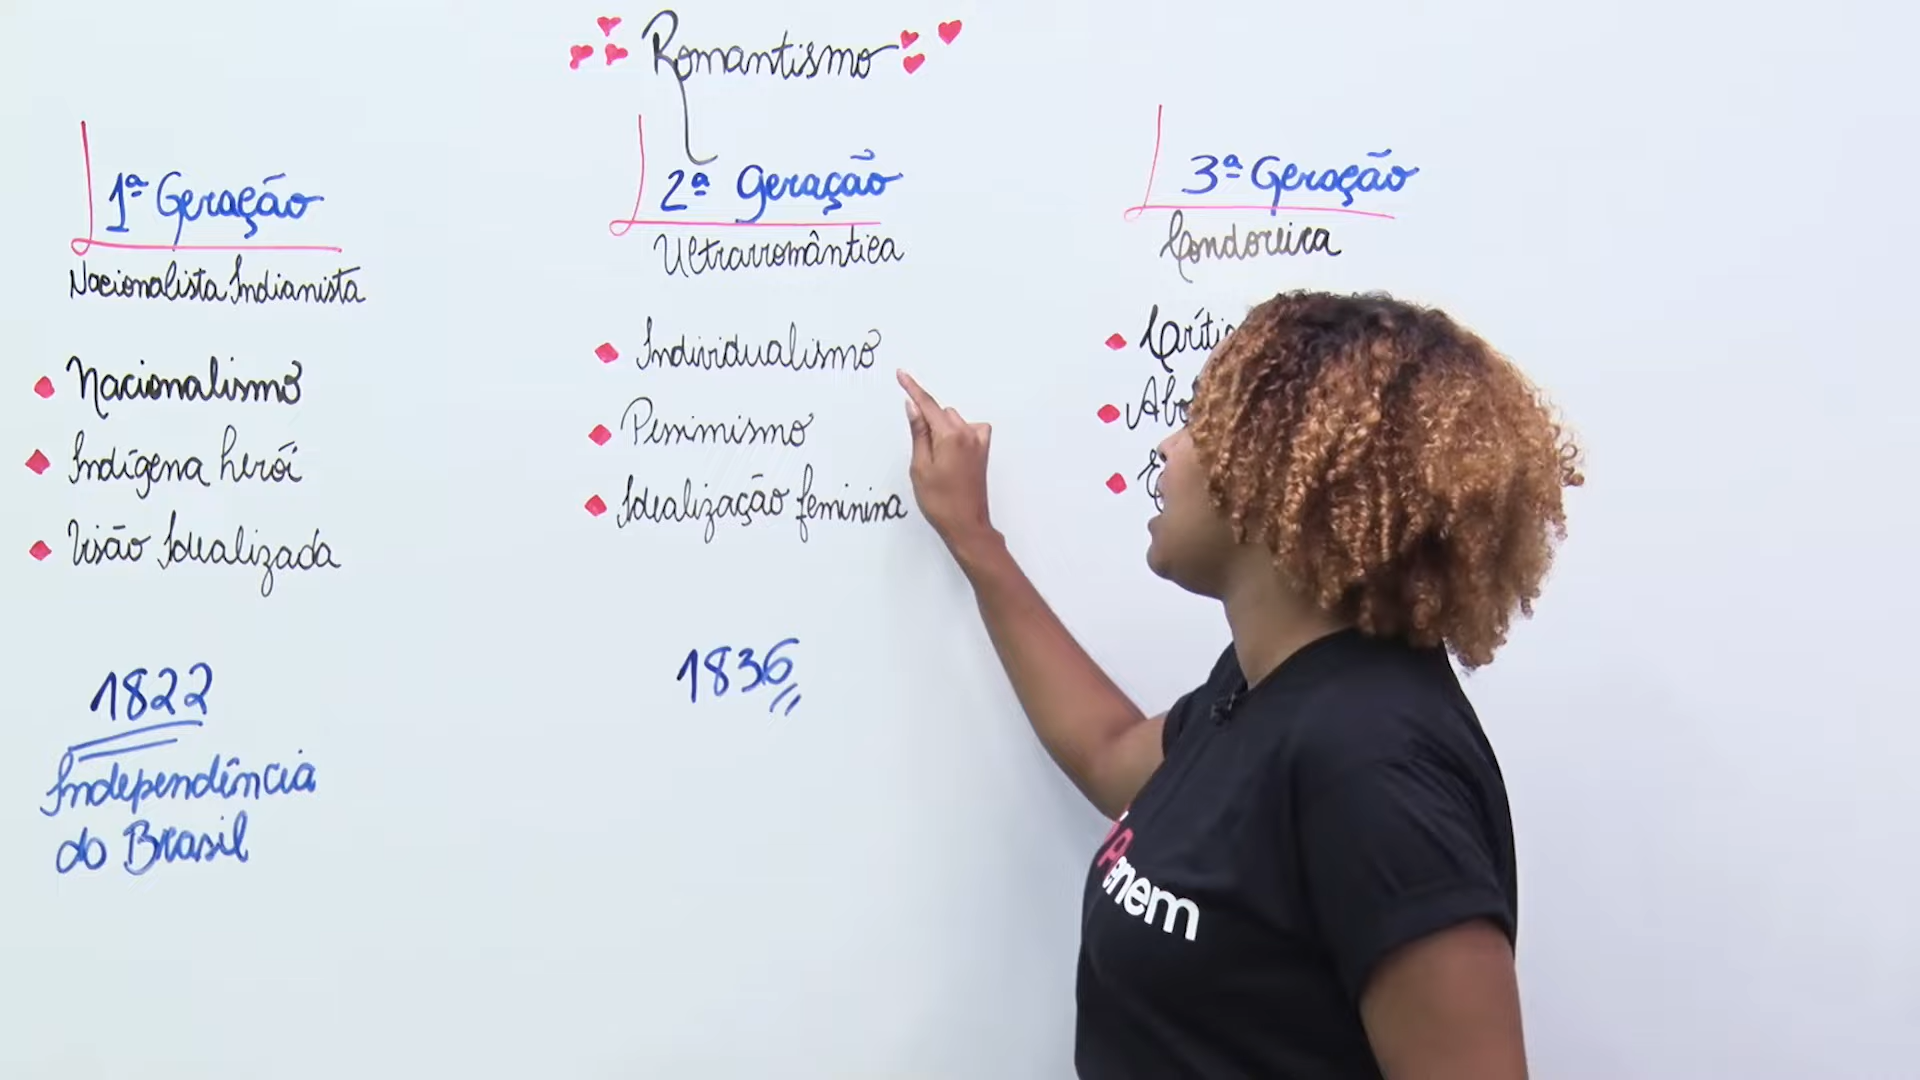 Romantismo
1ª Geração
Nacionalista Indianista
Nacionalismo
Indígena herói
Visão Idealizada
1822
Independência
do Brasil
2ª Geração
Ultrarromântica
Individualismo
Pessimismo
Idealização feminina
1836
3ª Geração
Condoreira
enem